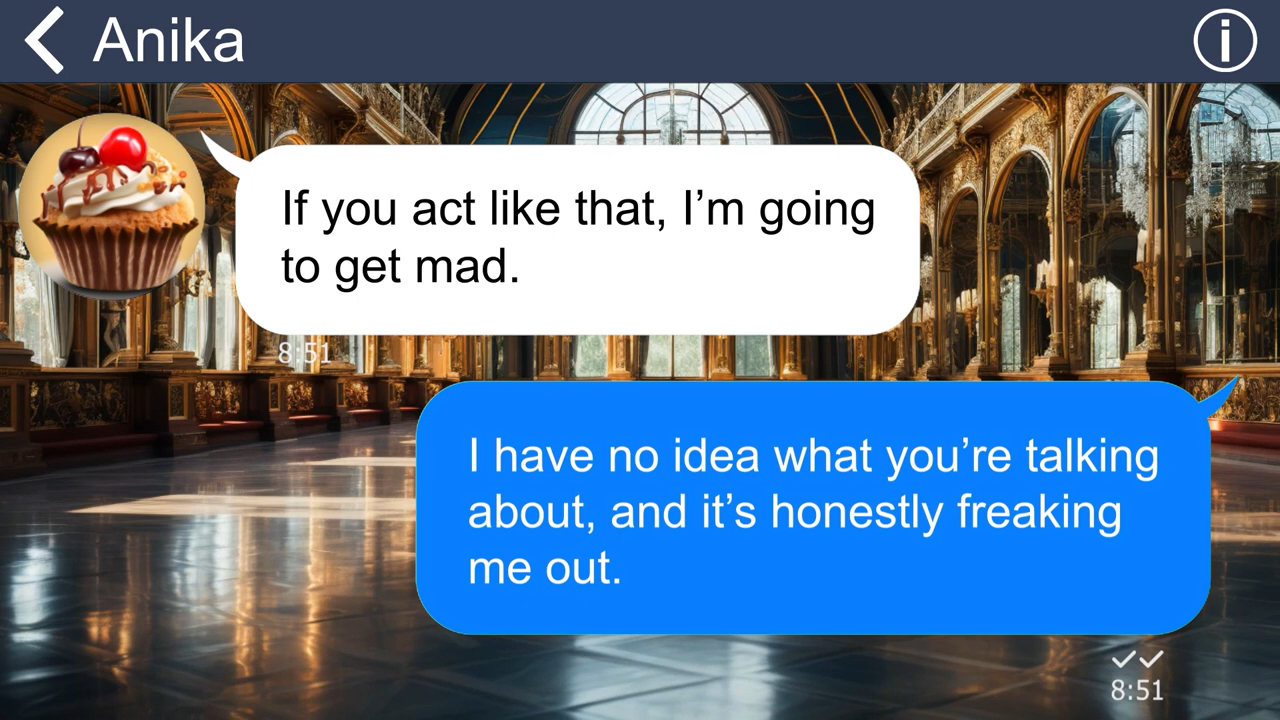 Anika
If you act like that, I’m going
to get mad.
8:51
I have no idea what you’re talking
about, and it’s honestly freaking
me out.
8:51